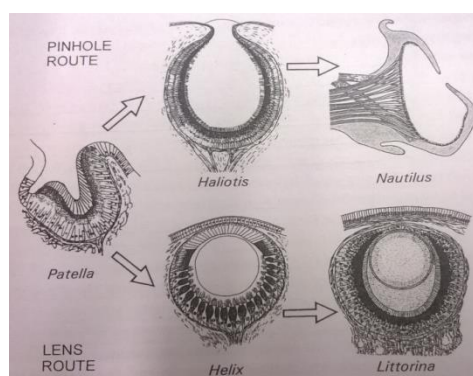 PINHOLE
ROUTE
Haliotis
Nautilus
Patella
LENS
ROUTE
Helix
Littorina